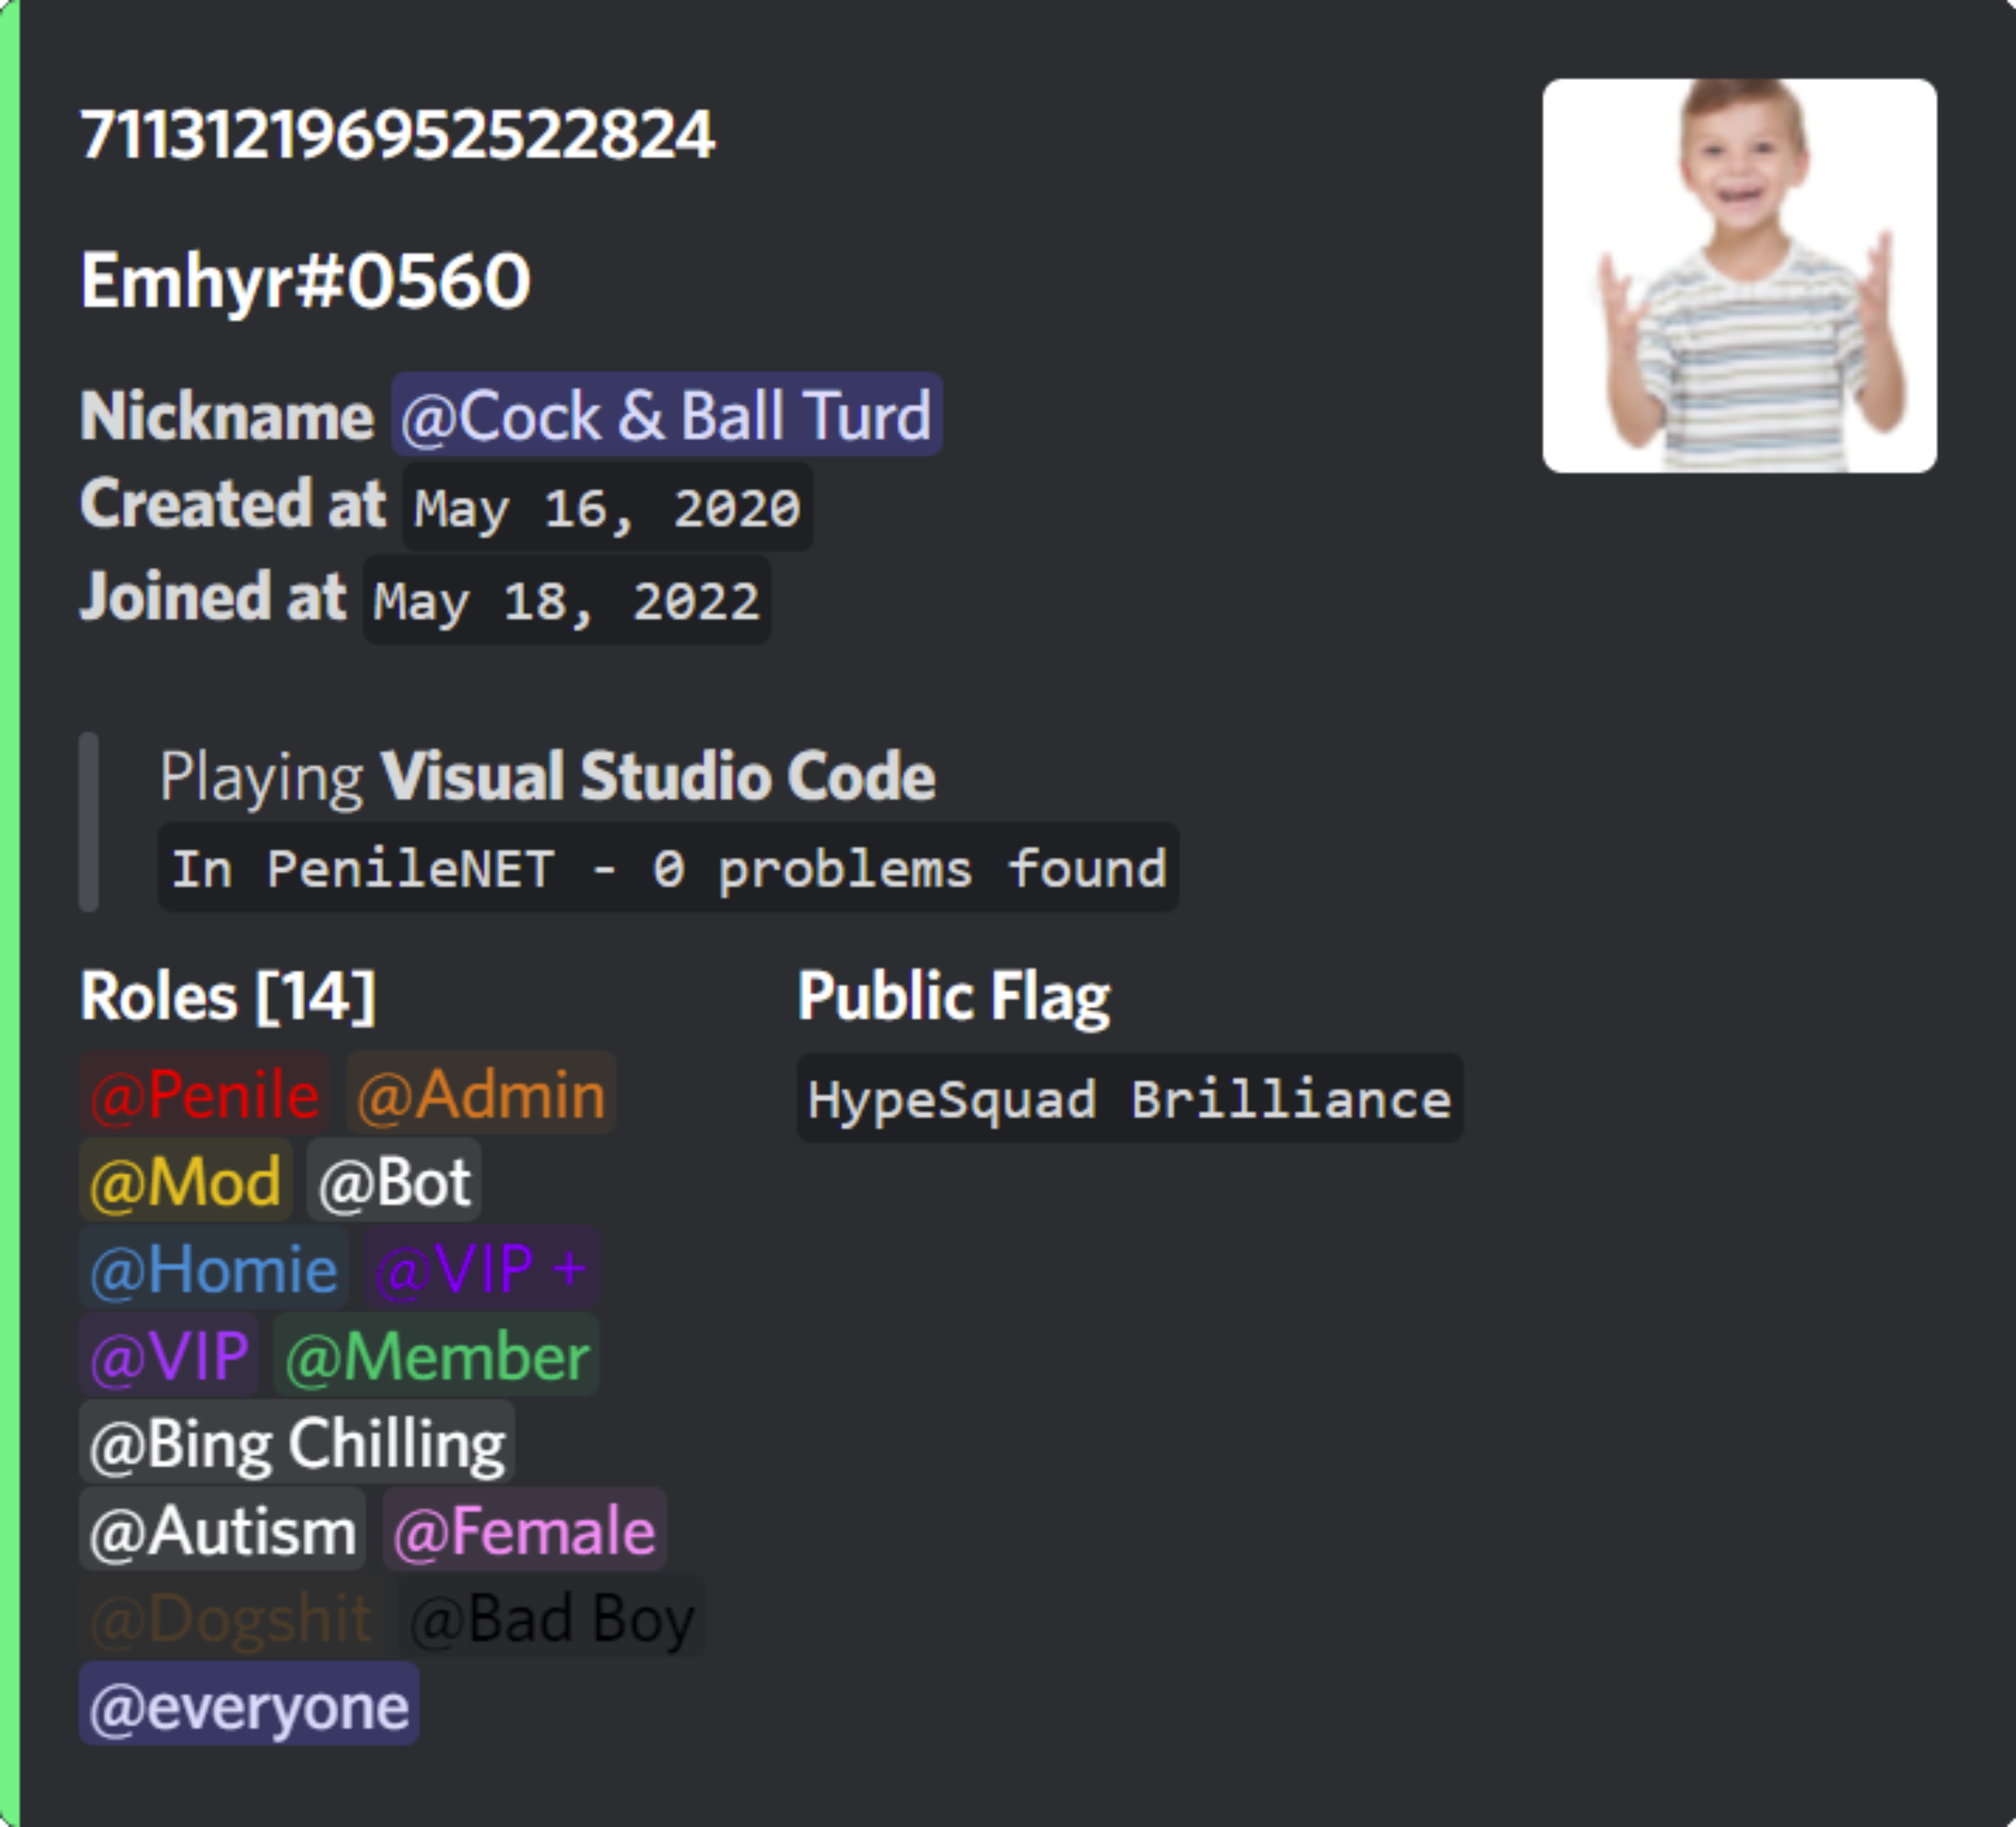 711312196952522824
Emhyr#0560
Nickname @Cock & Ball Turd
Created at May 16, 2020
Joined at May 18, 2022
Playing Visual Studio Code
In PenileNET - 0 problems found
Roles [14]
@Penile @Admin
@Mod @Bot
@Homie @VIP +
@VIP @Member
@Bing Chilling
@Autism @Female
@Dogshit @Bad Boy
@everyone
Public Flag
HypeSquad Brilliance